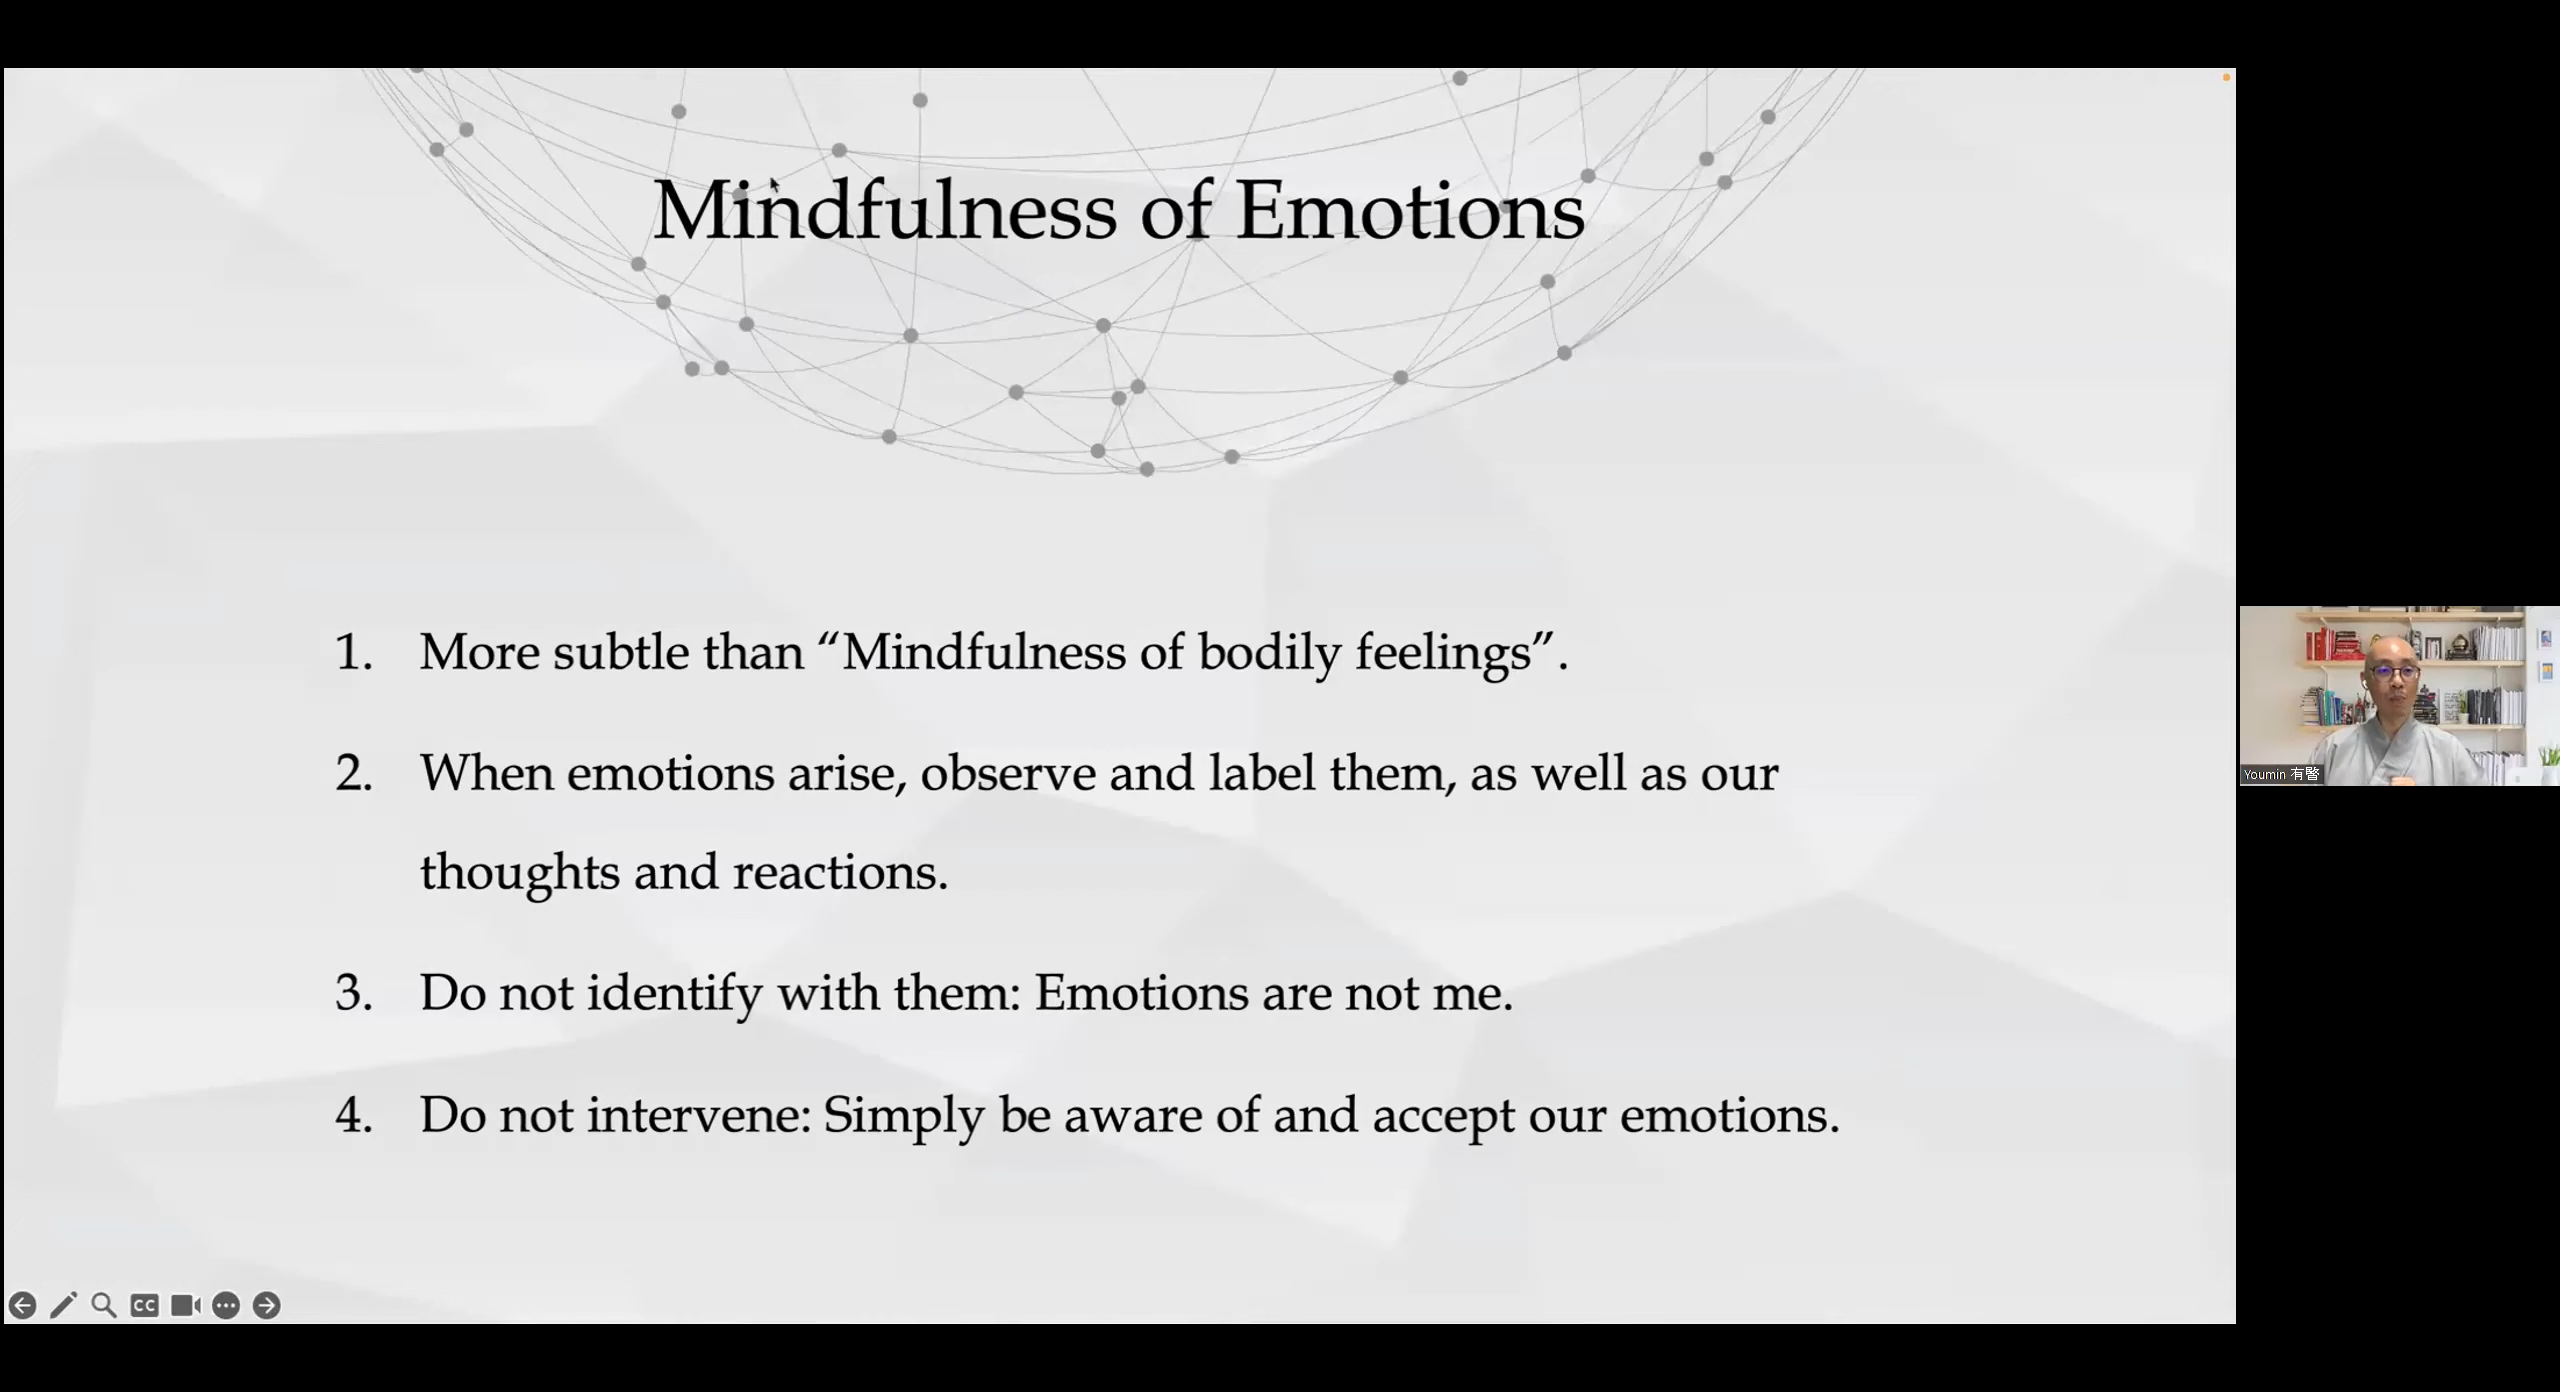 Mindfulness of Emotions
1. More subtle than “Mindfulness of bodily feelings”.
2. When emotions arise, observe and label them, as well as our
thoughts and reactions.
3. Do not identify with them: Emotions are not me.
4. Do not intervene: Simply be aware of and accept our emotions.
CC
Youmin 有暋